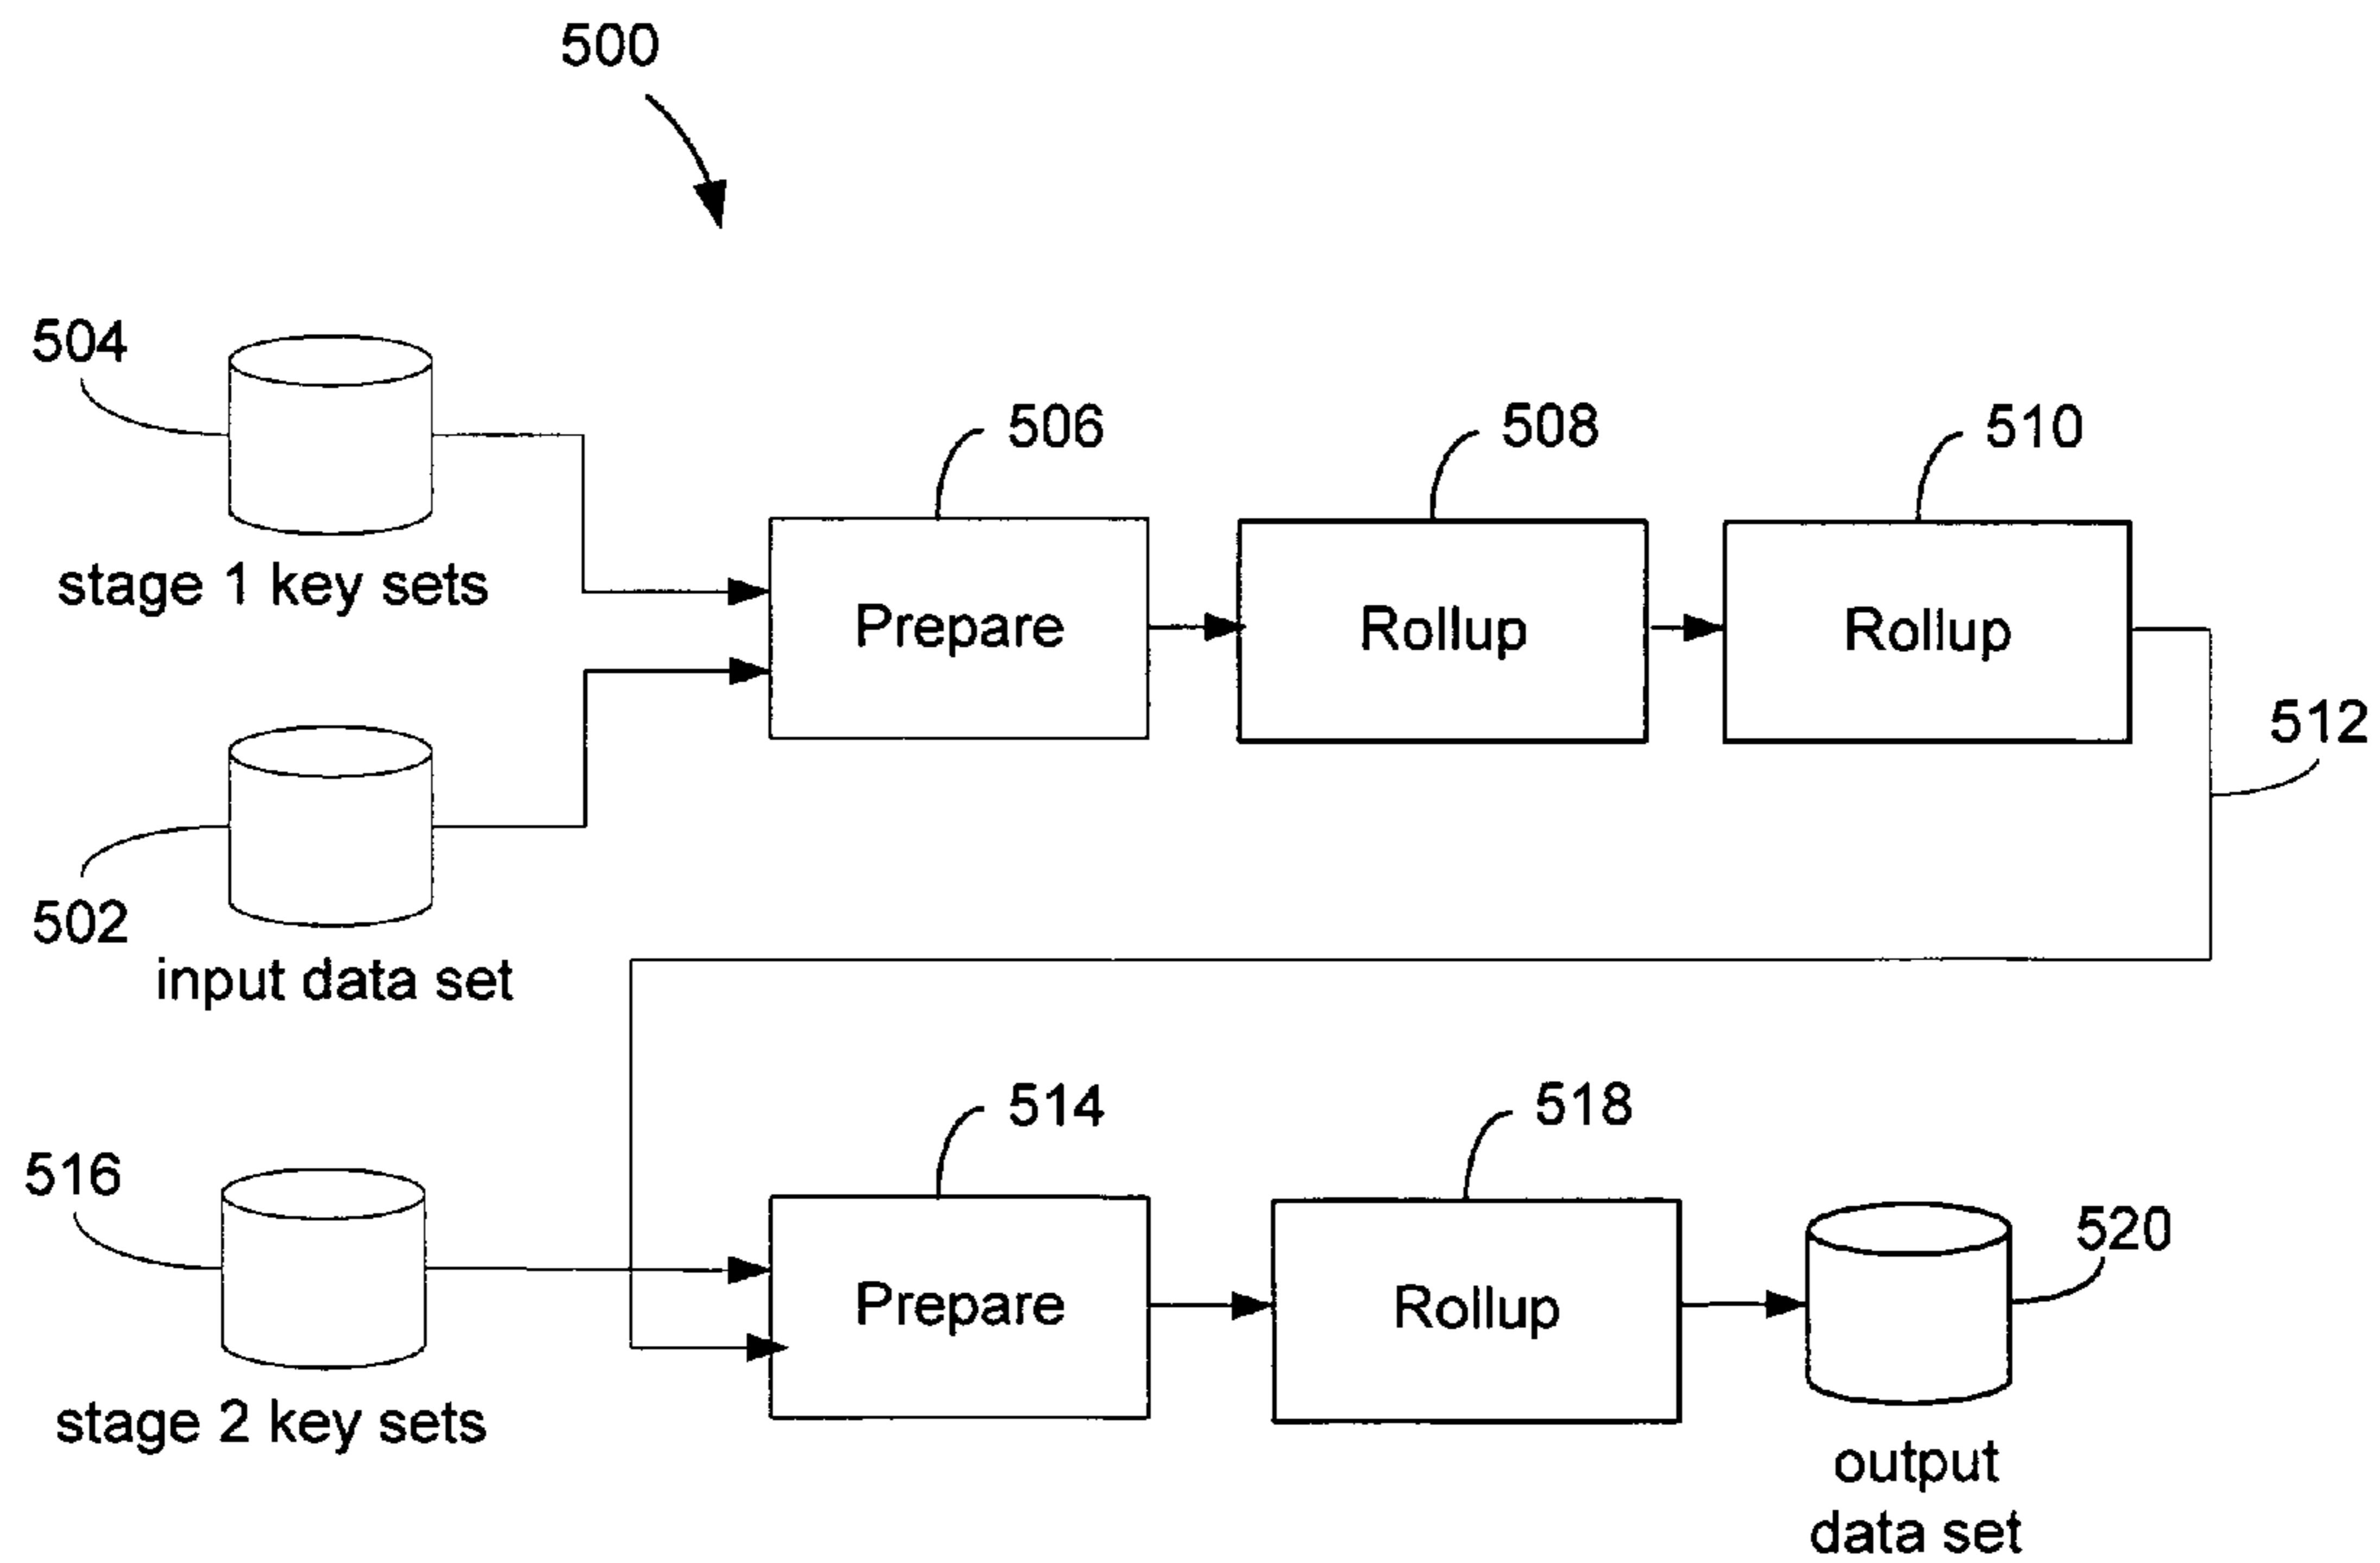 500
504
506
508
510
stage 1 key sets
Prepare
Rollup
Rollup
512
502
input data set
514
518
516
520
Prepare
Rollup
stage 2 key sets
output
data set